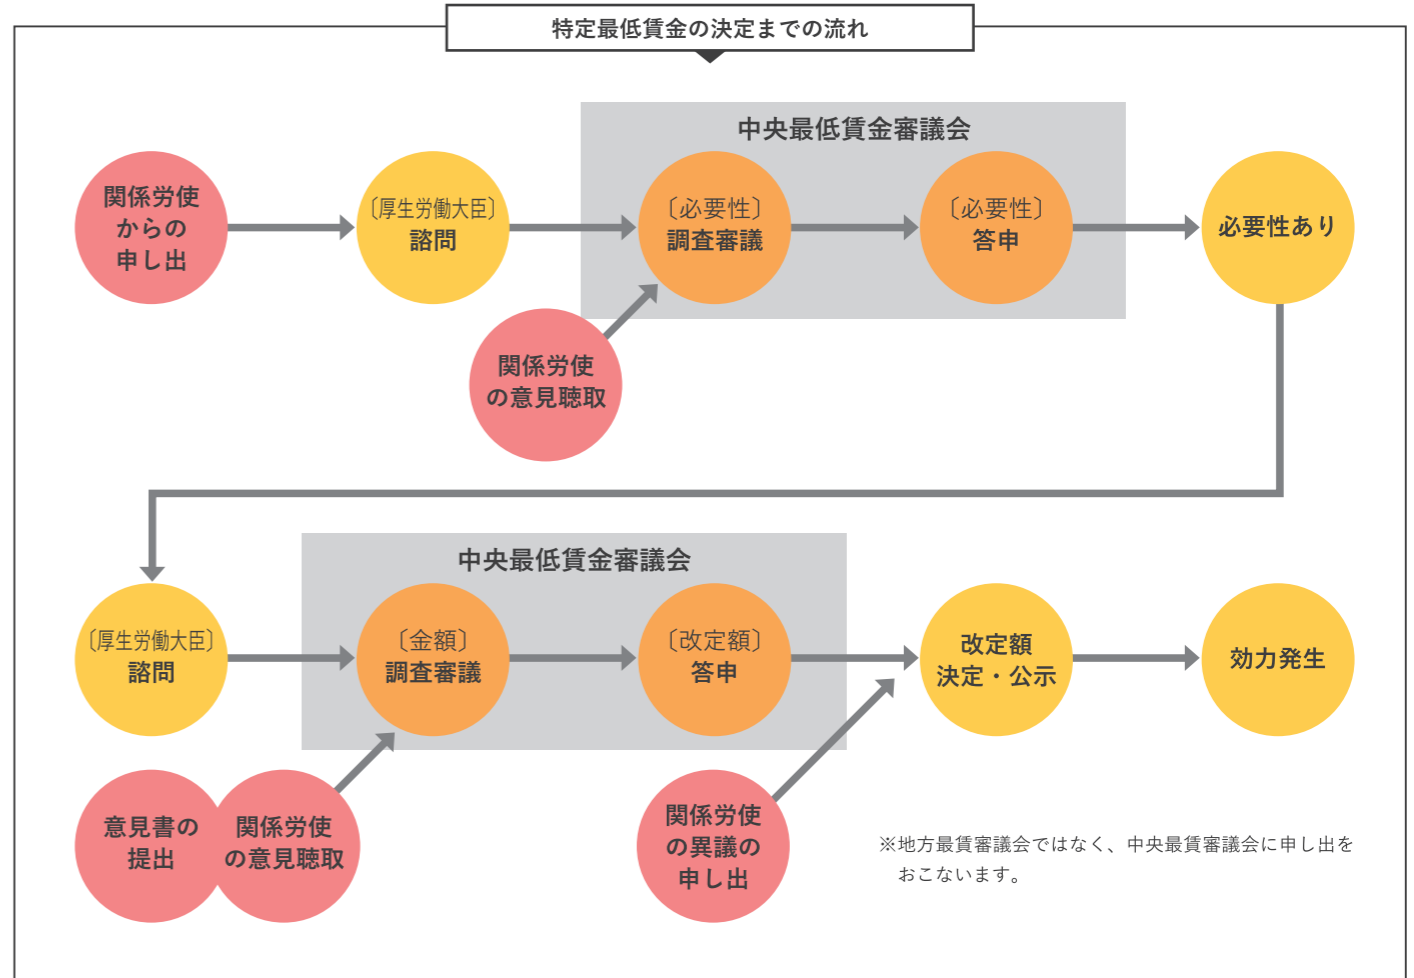 特定最低賃金の決定までの流れ
中央最低賃金審議会
関係労使
からの
申し出
〔厚生労働大臣〕
諮問
〔必要性〕
調査審議
〔必要性〕
答申
必要性あり
関係労使
の意見聴取
中央最低賃金審議会
〔厚生労働大臣〕
諮問
〔金額〕
調査審議
〔改定額〕
答申
改定額
決定・公示
効力発生
意見書の
提出
関係労使
の意見聴取
関係労使
の異議の
申し出
※地方最賃審議会ではなく、中央最賃審議会に申し出を
おこないます。